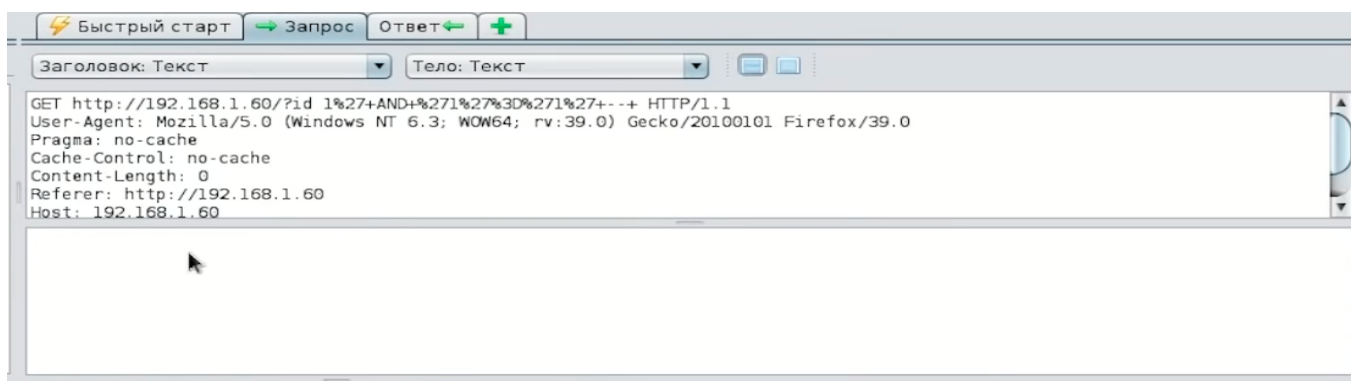 Быстрый старт Запрос Ответ
Заголовок: Текст Тело: Текст
GET http://192.168.1.60/?id 1%27+AND+%271%27%3D%271%27+--+ HTTP/1.1
User-Agent: Mozilla/5.0 (Windows NT 6.3; WOW64; rv:39.0) Gecko/20100101 Firefox/39.0
Pragma: no-cache
Cache-Control: no-cache
Content-Length: 0
Referer: http://192.168.1.60
Host: 192.168.1.60